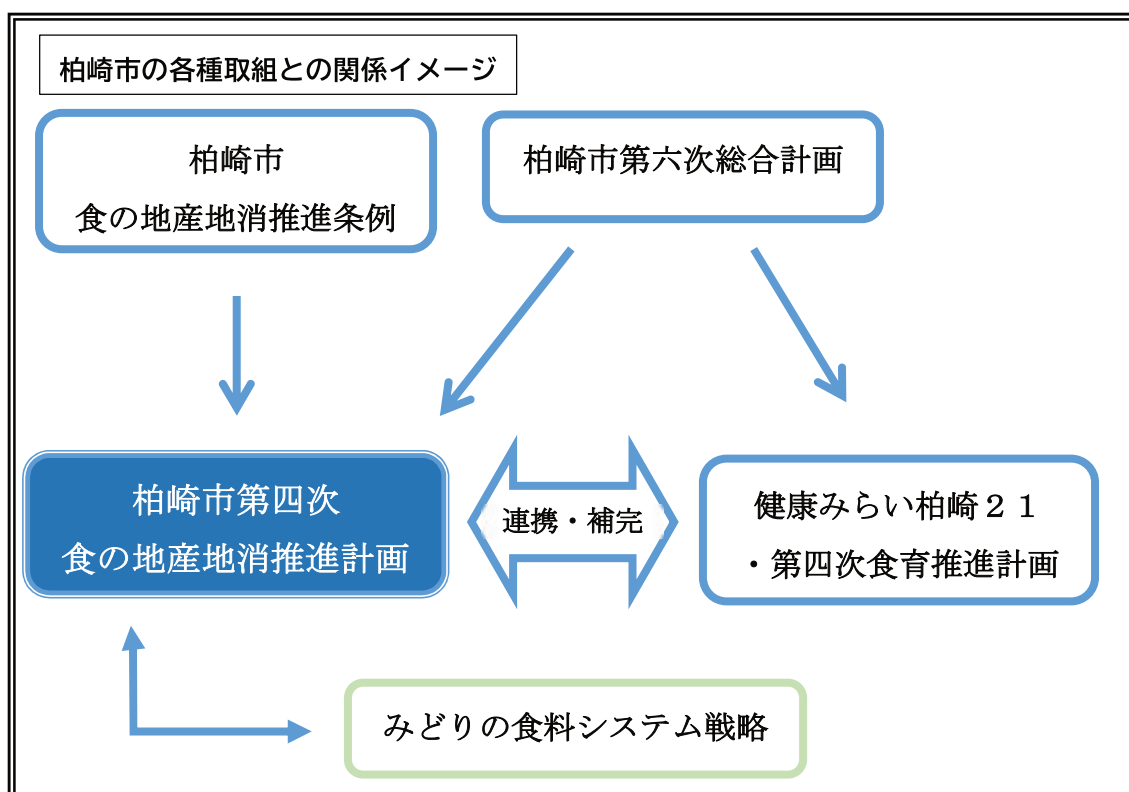 柏崎市の各種取組との関係イメージ
柏崎市
食の地産地消推進条例
柏崎市第六次総合計画
柏崎市第四次
食の地産地消推進計画
連携・補完
健康みらい柏崎２１
・第四次食育推進計画
みどりの食料システム戦略